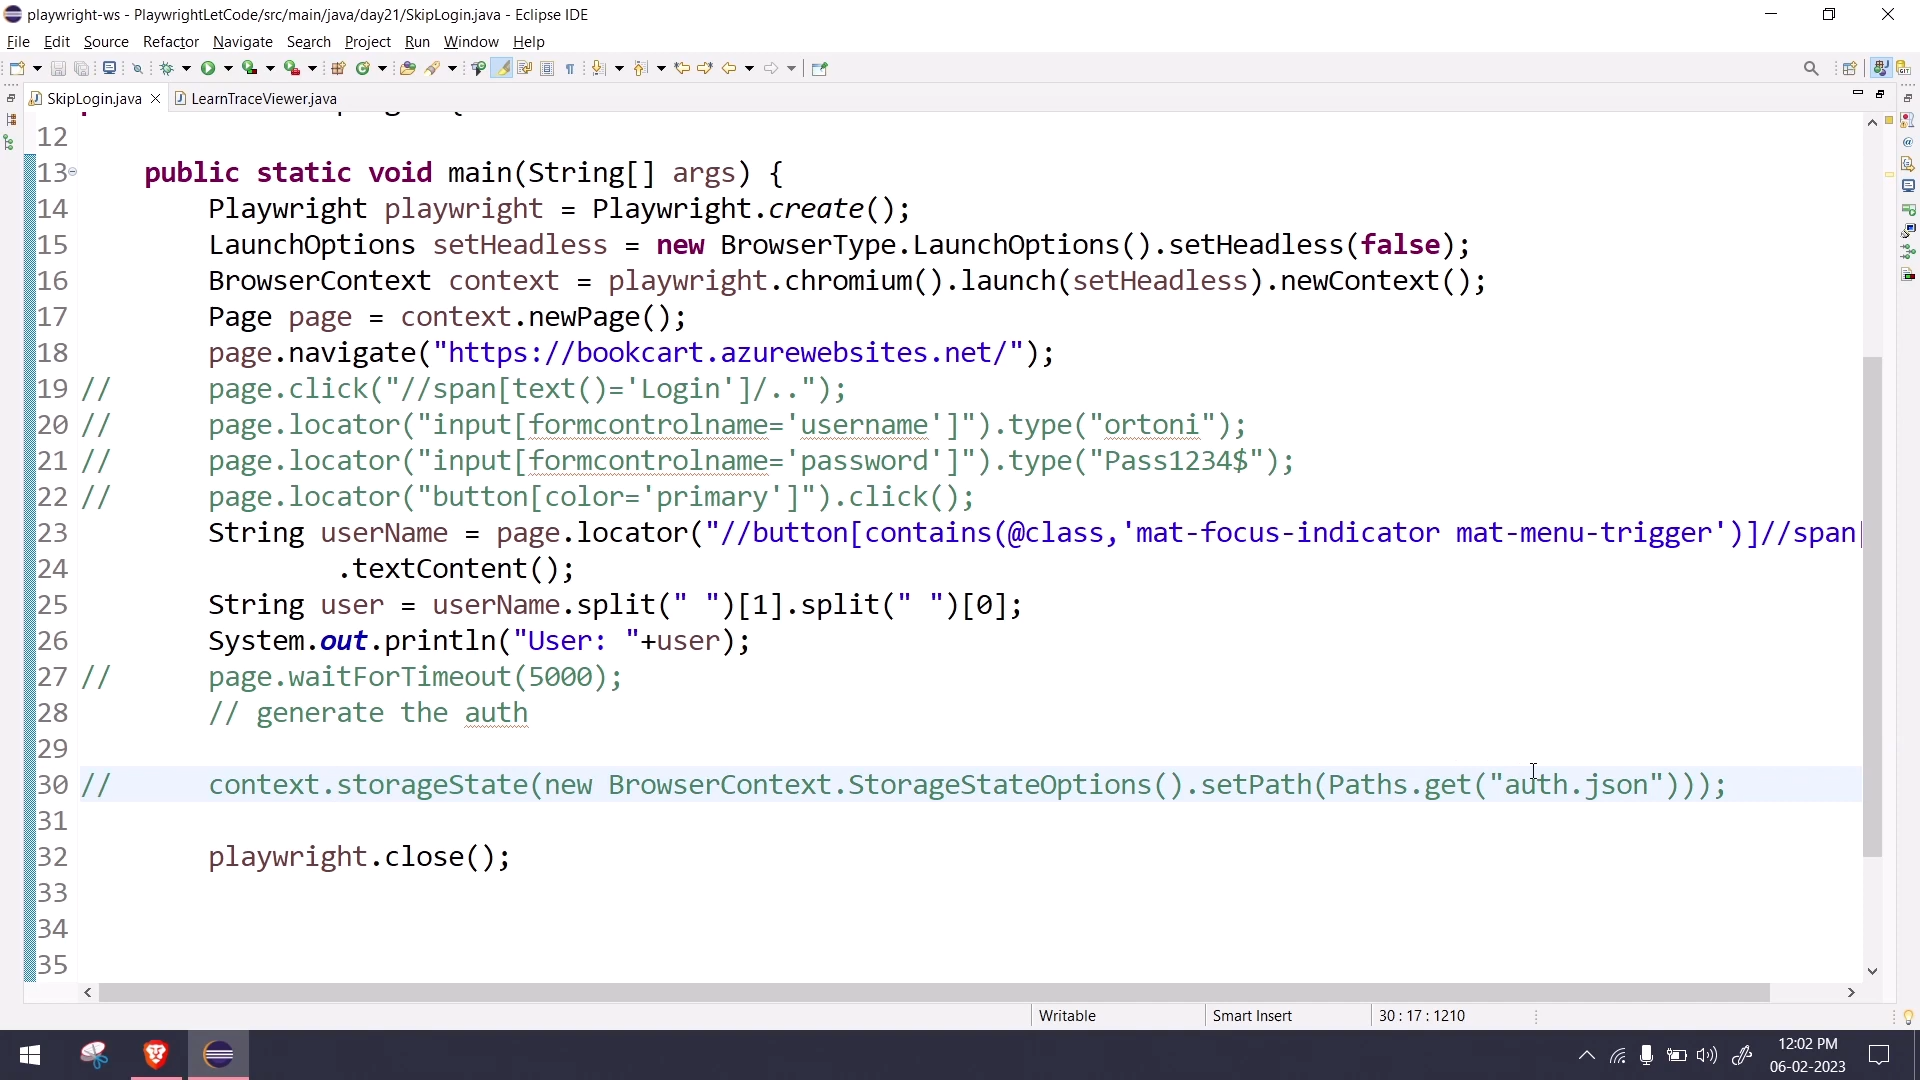 playwright-ws - PlaywrightLetCode/src/main/java/day21/SkipLogin.java - Eclipse IDE
File Edit Source Refactor Navigate Search Project Run Window Help
SkipLogin.java LearnTraceViewer.java
12
13 public static void main(String[] args) {
14 Playwright playwright = Playwright.create();
15 LaunchOptions setHeadless = new BrowserType.LaunchOptions().setHeadless(false);
16 BrowserContext context = playwright.chromium().launch(setHeadless).newContext();
17 Page page = context.newPage();
18 page.navigate("https://bookcart.azurewebsites.net/");
19 // page.click("//span[text()='Login']/..");
20 // page.locator("input[formcontrolname='username']").type("ortoni");
21 // page.locator("input[formcontrolname='password']").type("Pass1234$");
22 // page.locator("button[color='primary']").click();
23 String userName = page.locator("//button[contains(@class,'mat-focus-indicator mat-menu-trigger')]//span[
24 .textContent();
25 String user = userName.split(" ")[1].split(" ")[0];
26 System.out.println("User: "+user);
27 // page.waitForTimeout(5000);
28 // generate the auth
29
30 // context.storageState(new BrowserContext.StorageStateOptions().setPath(Paths.get("auth.json")));
31
32 playwright.close();
33
34
35
Writable Smart Insert 30 : 17 : 1210
12:02 PM
06-02-2023